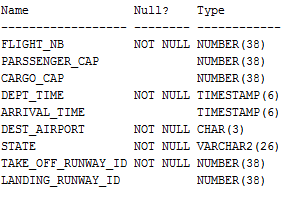 Name Null? Type
------------------ -------- ------------
FLIGHT_NB NOT NULL NUMBER(38)
PARSSENGER_CAP NUMBER(38)
CARGO_CAP NUMBER(38)
DEPT_TIME NOT NULL TIMESTAMP(6)
ARRIVAL_TIME TIMESTAMP(6)
DEST_AIRPORT NOT NULL CHAR(3)
STATE NOT NULL VARCHAR2(26)
TAKE_OFF_RUNWAY_ID NOT NULL NUMBER(38)
LANDING_RUNWAY_ID NUMBER(38)